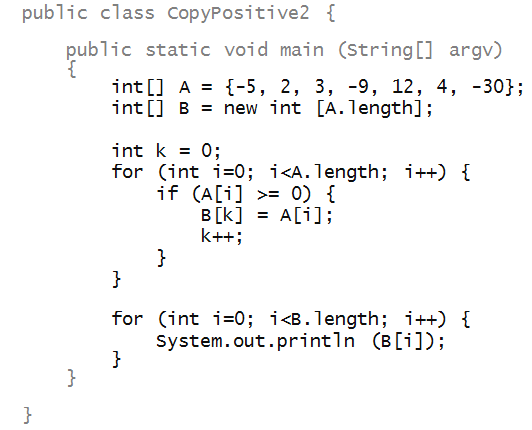 public class CopyPositive2 {
public static void main (String[] argv)
{
int[] A = {-5, 2, 3, -9, 12, 4, -30};
int[] B = new int [A.length];
int k = 0;
for (int i=0; i<A.length; i++) {
if (A[i] >= 0) {
B[k] = A[i];
k++;
}
}
for (int i=0; i<B.length; i++) {
System.out.println (B[i]);
}
}
}